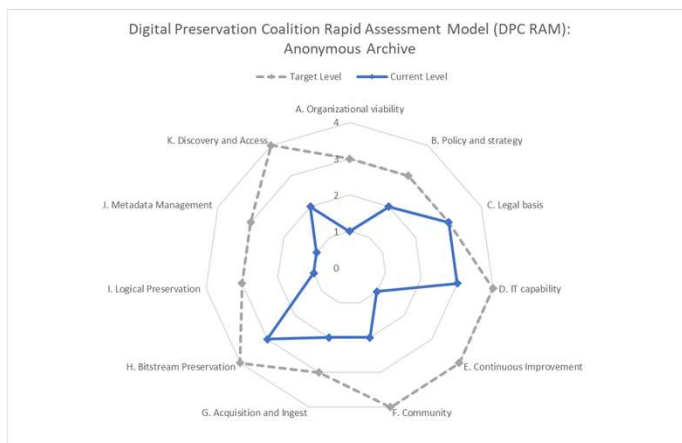 Digital Preservation Coalition Rapid Assessment Model (DPC RAM):
Anonymous Archive
Target Level
Current Level
A. Organizational viability
4
K. Discovery and Access
B. Policy and strategy
3
2
J. Metadata Management
C. Legal basis
1
0
I. Logical Preservation
D. IT capability
H. Bitstream Preservation
E. Continuous Improvement
G. Acquisition and Ingest
F. Community